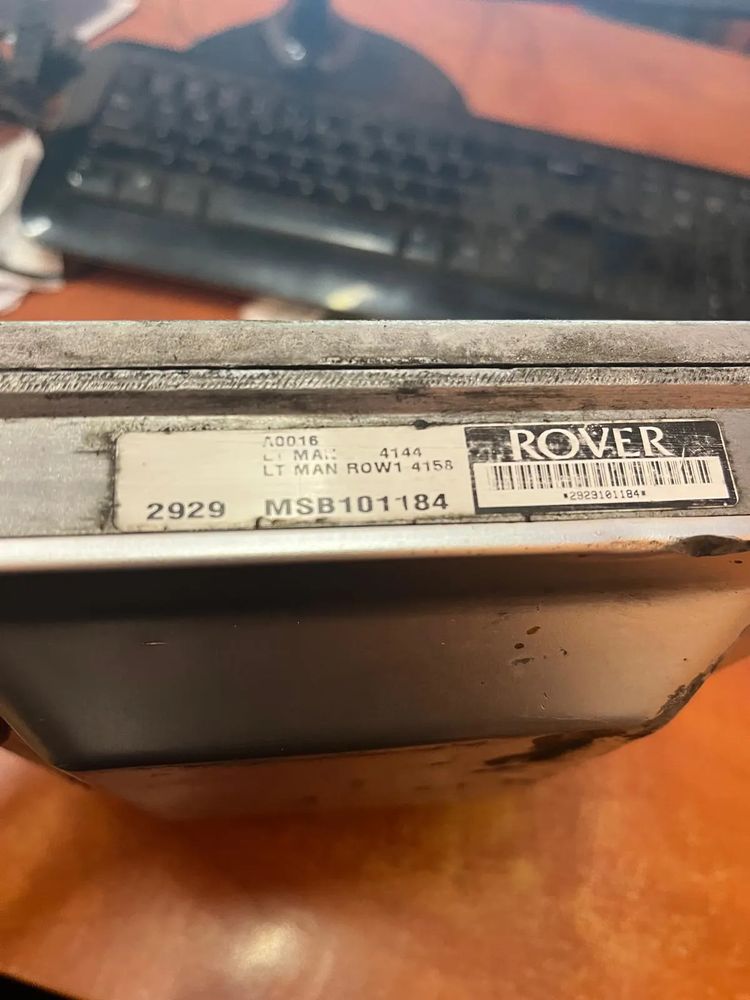 A0016
LT MAN 4144
LT MAN ROW1 4158
2929 MSB101184
ROVER
*2929101184*